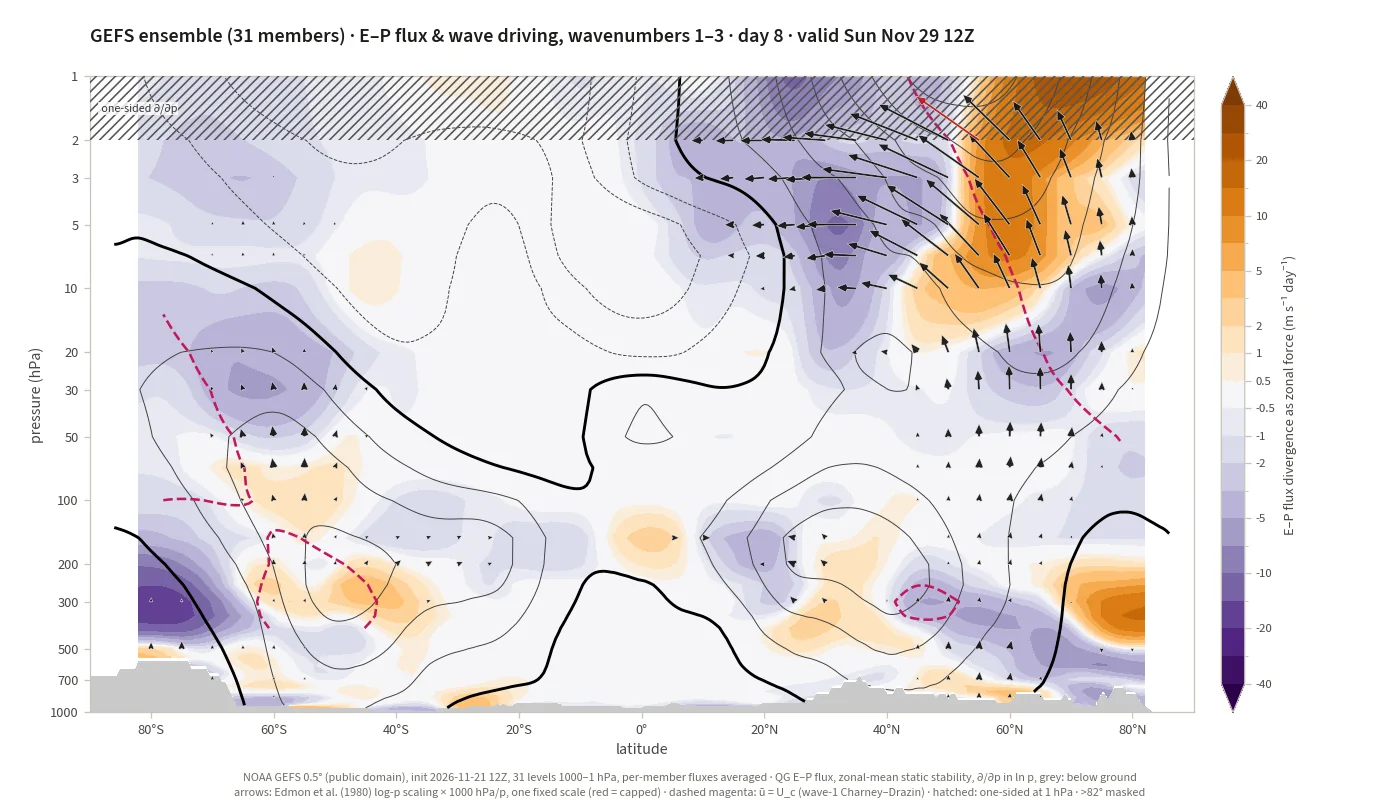 GEFS ensemble (31 members) · E–P flux & wave driving, wavenumbers 1–3 · day 8 · valid Sun Nov 29 12Z
one-sided ∂/∂p
1
2
3
5
10
20
30
50
100
200
300
500
700
1000
pressure (hPa)
80°S
60°S
40°S
20°S
0°
20°N
40°N
60°N
80°N
latitude
40
20
10
5
2
1
0.5
-0.5
-1
-2
-5
-10
-20
-40
E–P flux divergence as zonal force (m s⁻¹ day⁻¹)
NOAA GEFS 0.5° (public domain), init 2026-11-21 12Z, 31 levels 1000–1 hPa, per-member fluxes averaged · QG E–P flux, zonal-mean static stability, ∂/∂p in ln p, grey: below ground
arrows: Edmon et al. (1980) log-p scaling × 1000 hPa/p, one fixed scale (red = capped) · dashed magenta: ū = U_c (wave-1 Charney–Drazin) · hatched: one-sided at 1 hPa · >82° masked